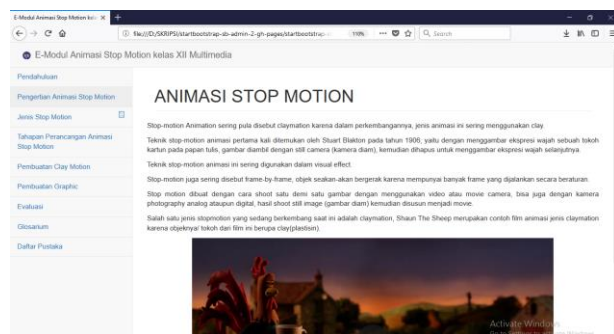 E-Modul Animasi Stop Motion kela
file:///D:/SKRIPSI/startbootstrap-sb-admin-2-gh-pages/startbootstrap-
110%
Search
E-Modul Animasi Stop Motion kelas XII Multimedia
Pendahuluan
Pengertian Animasi Stop Motion
Jenis Stop Motion
Tahapan Perancangan Animasi
Stop Motion
Pembuatan Clay Motion
Pembuatan Graphic
Evaluasi
Glosarium
Daftar Pustaka
ANIMASI STOP MOTION
Stop-motion Animation sering pula disebut claymation karena dalam perkembangannya, jenis animasi ini sering menggunakan clay
Teknik stop-motion animasi pertama kali ditemukan oleh Stuart Blakton pada tahun 1906, yaitu dengan menggambar ekspresi wajah sebuah tokoh
kartun pada papan tulis, gambar diambil dengan still camera (kamera diam), kemudian dihapus untuk menggambar ekspresi wajah selanjutnya.
Teknik stop-motion animasi ini sering digunakan dalam visual effect.
Stop-motion juga sering disebut frame-by-frame, objek seakan-akan bergerak karena mempunyai banyak frame yang dijalankan secara beraturan.
Stop motion dibuat dengan cara shoot satu demi satu gambar dengan menggunakan video atau movie camera, bisa juga dengan kamera
photography analog ataupun digital, hasil shoot still image (gambar diam) kemudian disusun menjadi movie.
Salah satu jenis stopmotion yang sedang berkembang saat ini adalah claymation, Shaun The Sheep merupakan contoh film animasi jenis claymation
karena objeknya/ tokoh dari film ini berupa clay(plastisin).
Activate Windows